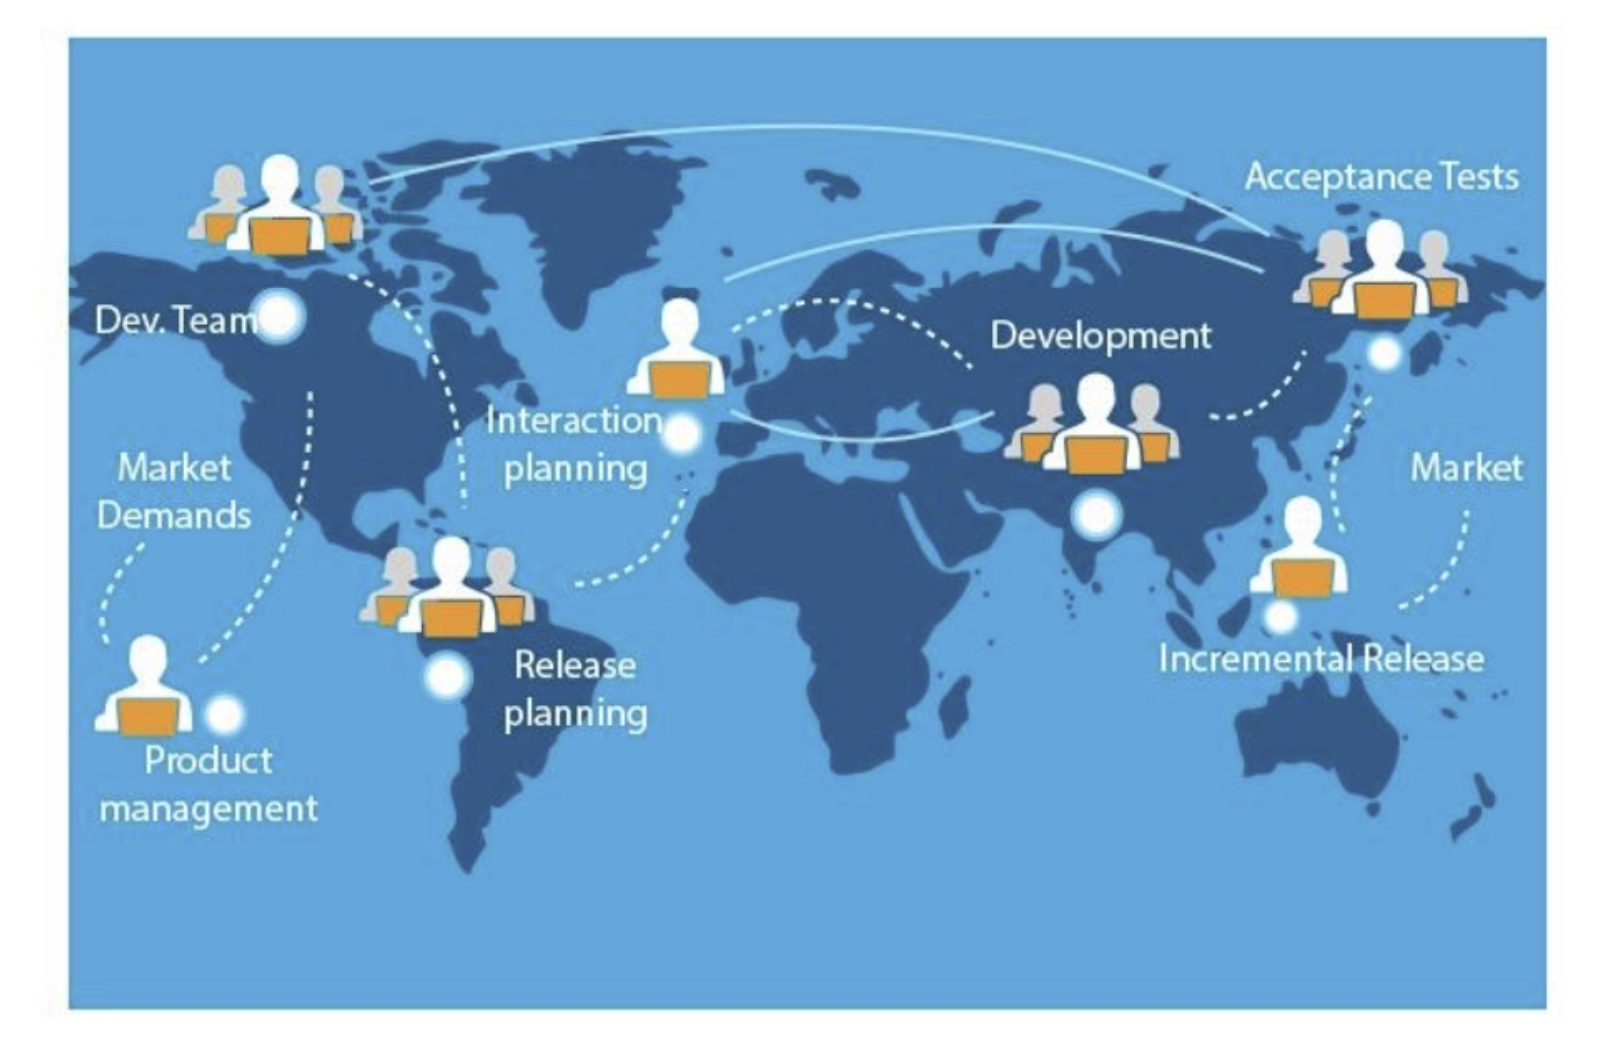 Acceptance Tests
Dev. Team
Development
Interaction
planning
Market
Demands
Market
Release
planning
Incremental Release
Product
management